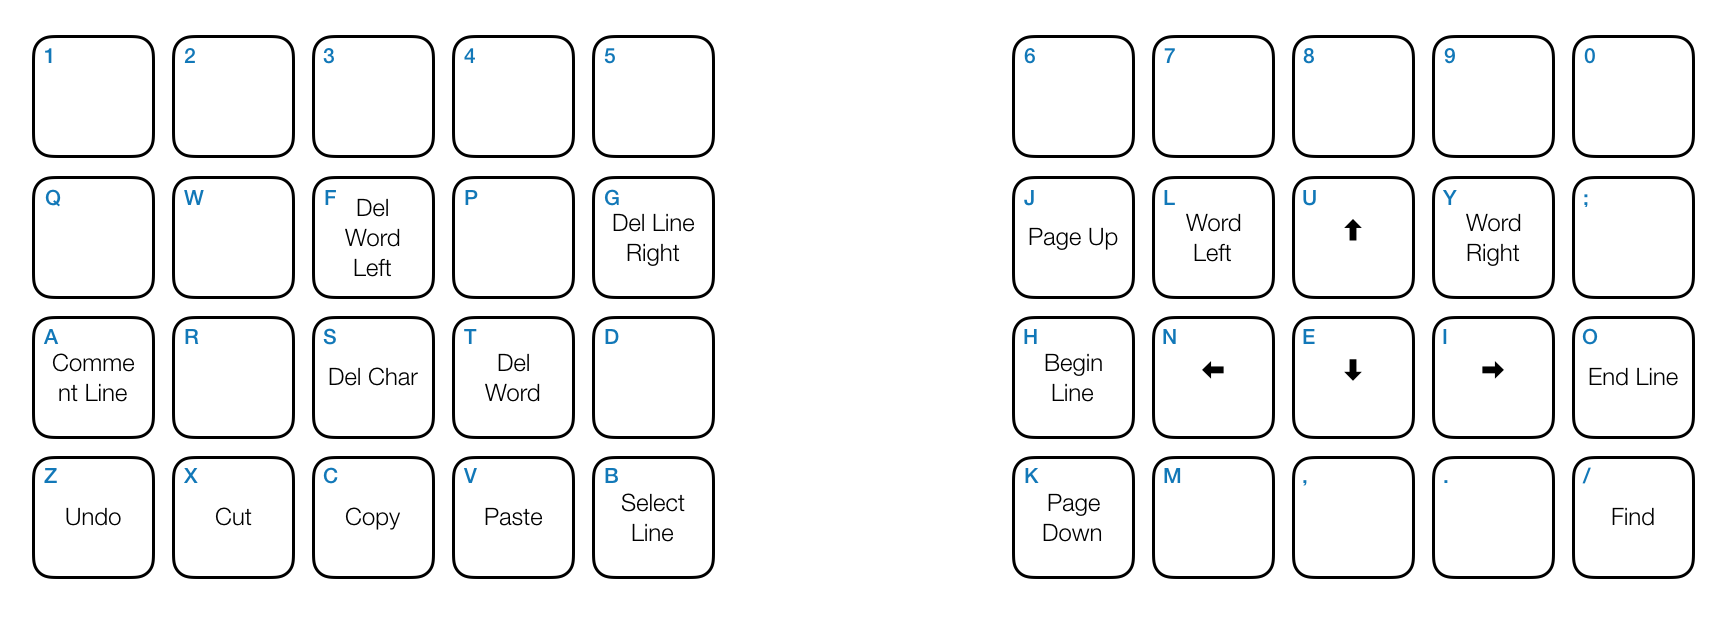 1 2 3 4 5 6 7 8 9 0
Q W F P G J L U Y ;
Del
Word
Left
Del Line
Right
Page Up
Word
Left
⬆
Word
Right
A R S T D H N E I O
Comme
nt Line
Del Char
Del
Word
Begin
Line
⬅
⬇
➡
End Line
Z X C V B K M , . /
Undo
Cut
Copy
Paste
Select
Line
Page
Down
Find